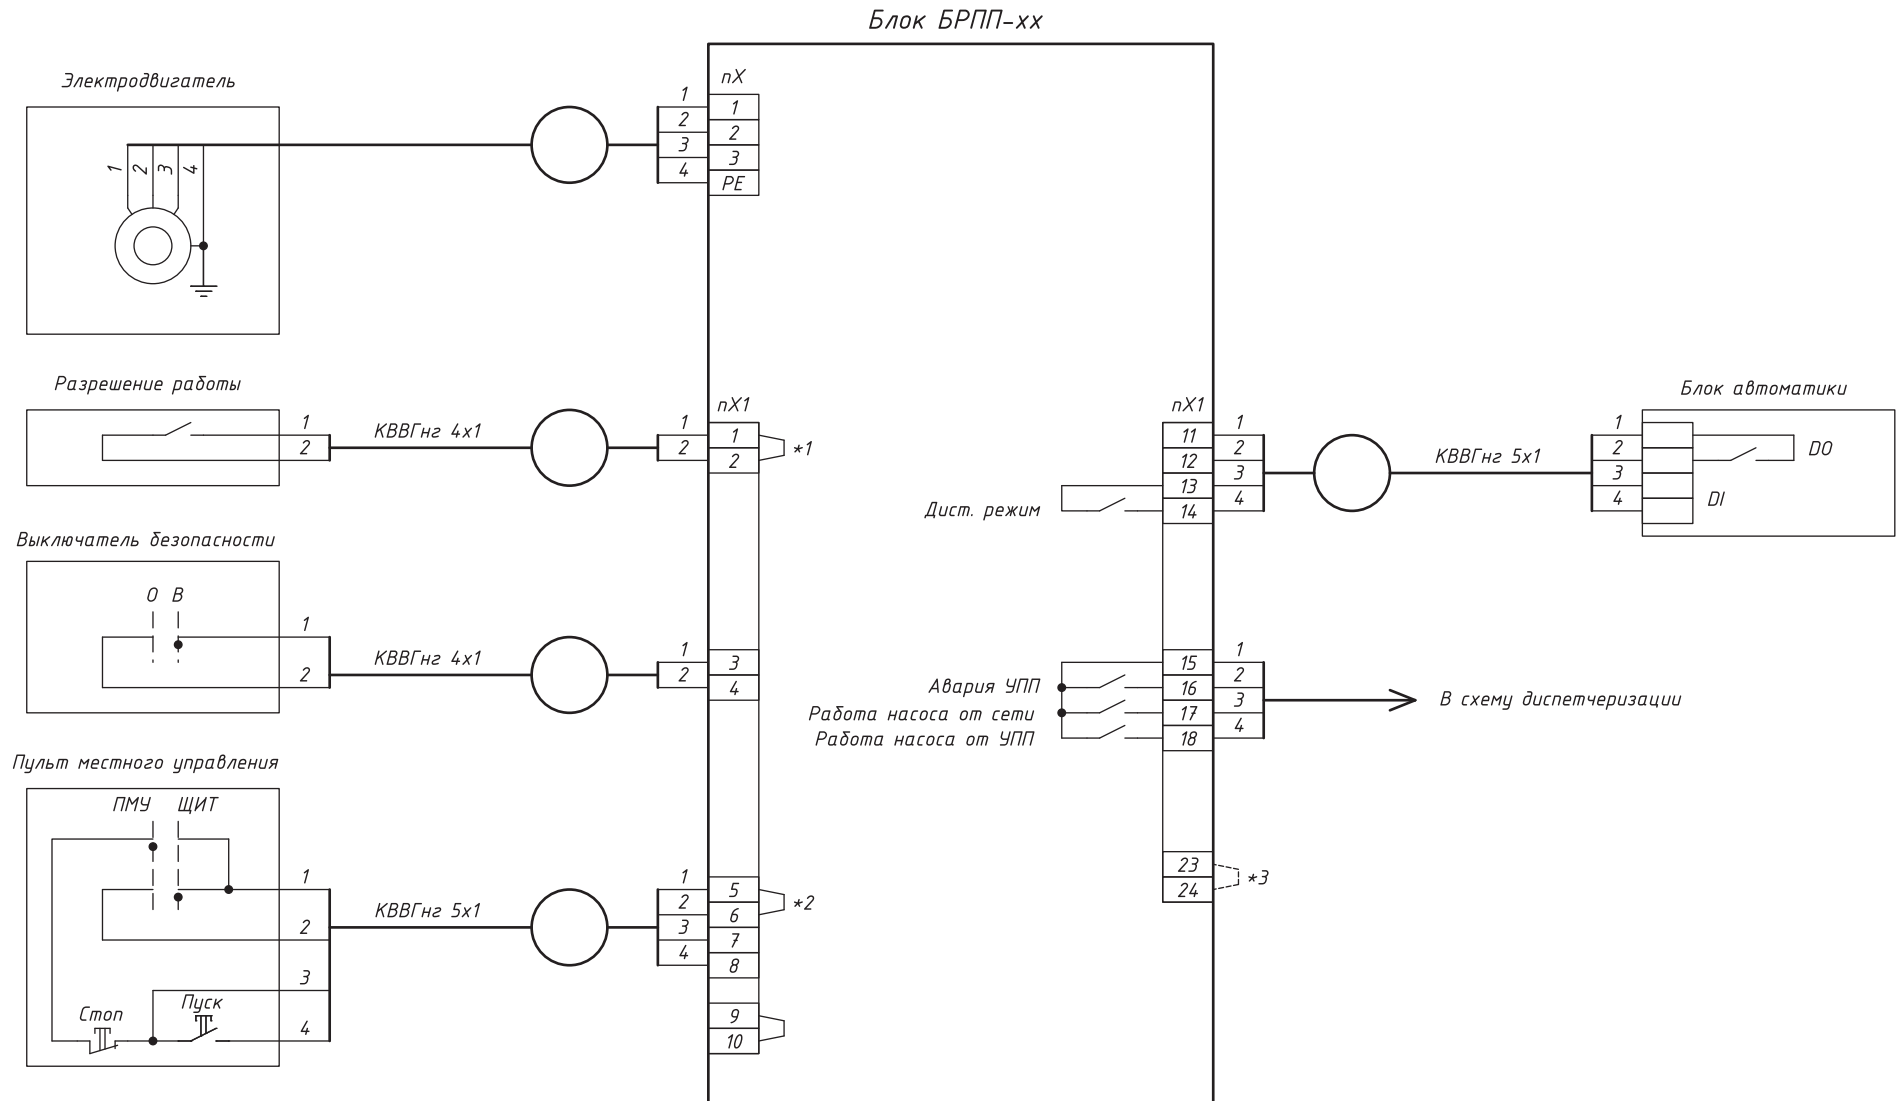 Блок БРПП-хх
Электродвигатель
1 2 3 4
1
2
3
4
пХ
1
2
3
PE
Разрешение работы
1
2
КВВГнг 4х1
1
2
пХ1
1
2
*1
Выключатель безопасности
О В
1
2
КВВГнг 4х1
1
2
3
4
Пульт местного управления
ПМУ ЩИТ
1
2
3
4
Стоп
Пуск
КВВГнг 5х1
1
2
3
4
5
6
7
8
*2
9
10
Дист. режим
пХ1
11
12
13
14
1
2
3
4
КВВГнг 5х1
Блок автоматики
1
2
3
4
DO
DI
Авария УПП
Работа насоса от сети
Работа насоса от УПП
15
16
17
18
1
2
3
4
В схему диспетчеризации
23
24
*3